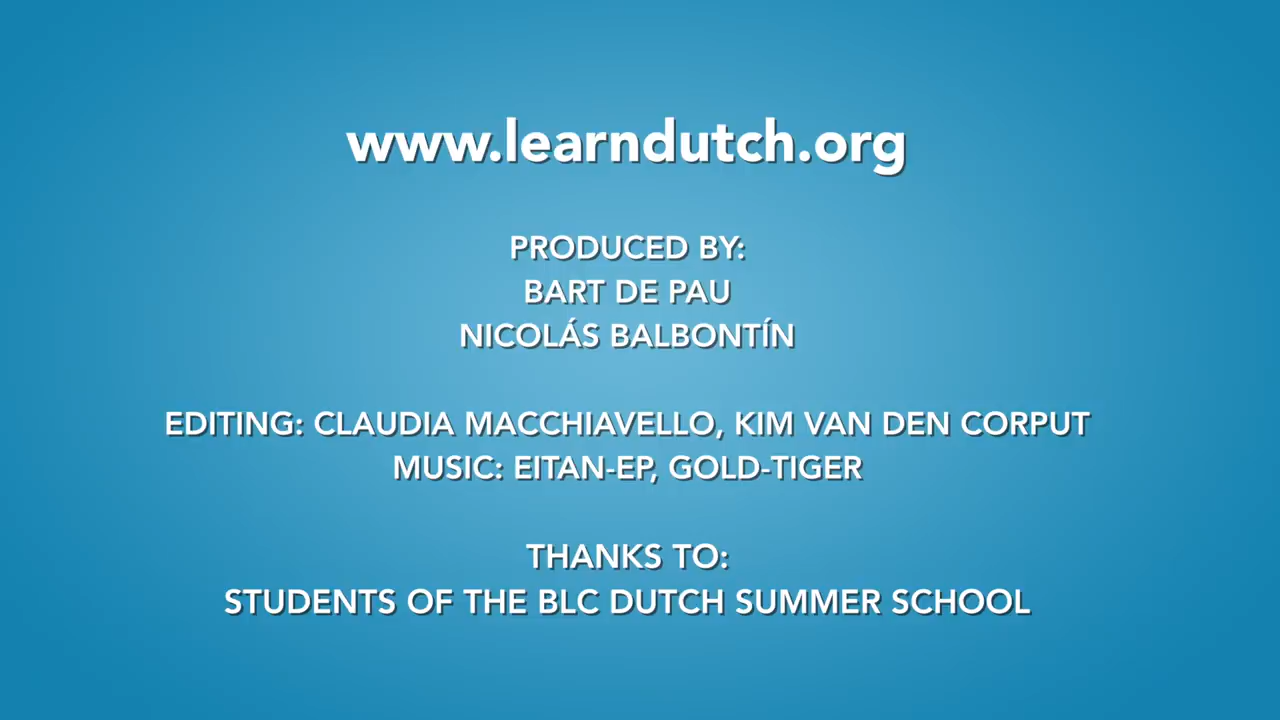 www.learndutch.org
PRODUCED BY:
BART DE PAU
NICOLÁS BALBONTÍN
EDITING: CLAUDIA MACCHIAVELLO, KIM VAN DEN CORPUT
MUSIC: EITAN-EP, GOLD-TIGER
THANKS TO:
STUDENTS OF THE BLC DUTCH SUMMER SCHOOL